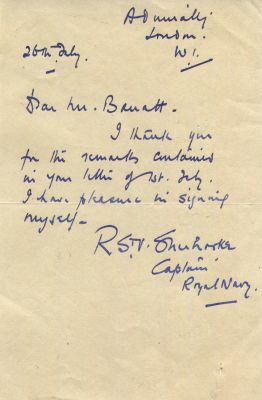 Admiralty
London.
W.1.
26th July.
Dear Mr. Barratt.
I thank you
for the remarks contained
in your letter of 1st. July.
I have pleasure in signing
myself—
R St.V. Sherbrooke
Captain
Royal Navy.